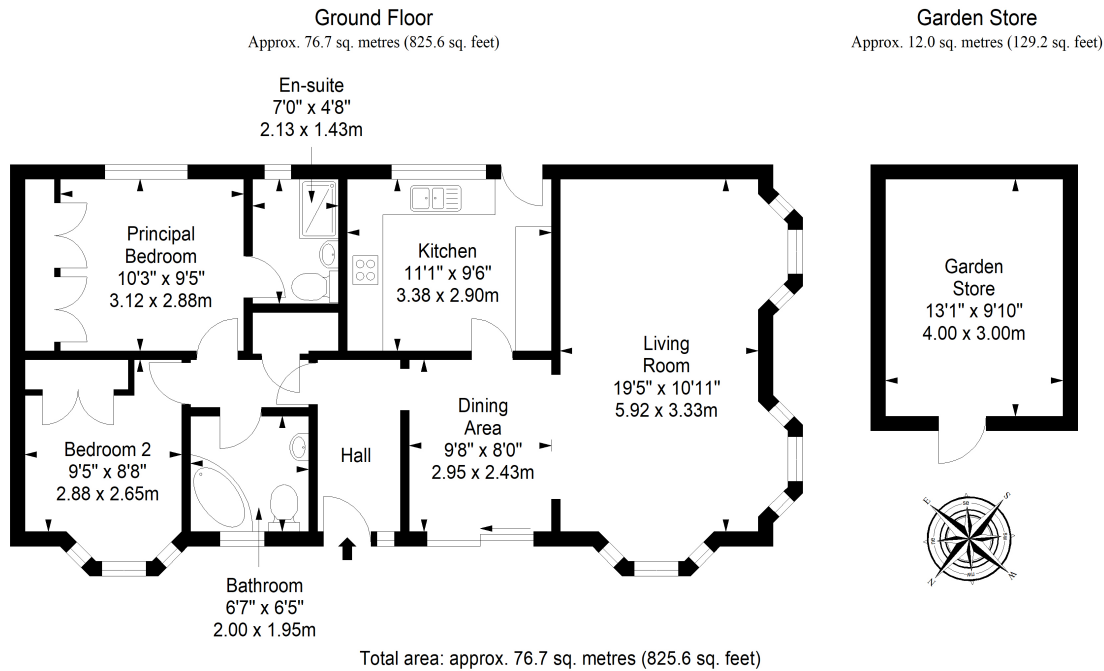 Ground Floor
Approx. 76.7 sq. metres (825.6 sq. feet)
Garden Store
Approx. 12.0 sq. metres (129.2 sq. feet)
En-suite
7'0" x 4'8"
2.13 x 1.43m
Principal
Bedroom
10'3" x 9'5"
3.12 x 2.88m
Kitchen
11'1" x 9'6"
3.38 x 2.90m
Living
Room
19'5" x 10'11"
5.92 x 3.33m
Garden
Store
13'1" x 9'10"
4.00 x 3.00m
Bedroom 2
9'5" x 8'8"
2.88 x 2.65m
Hall
Dining
Area
9'8" x 8'0"
2.95 x 2.43m
Bathroom
6'7" x 6'5"
2.00 x 1.95m
E
S
N
W
Total area: approx. 76.7 sq. metres (825.6 sq. feet)